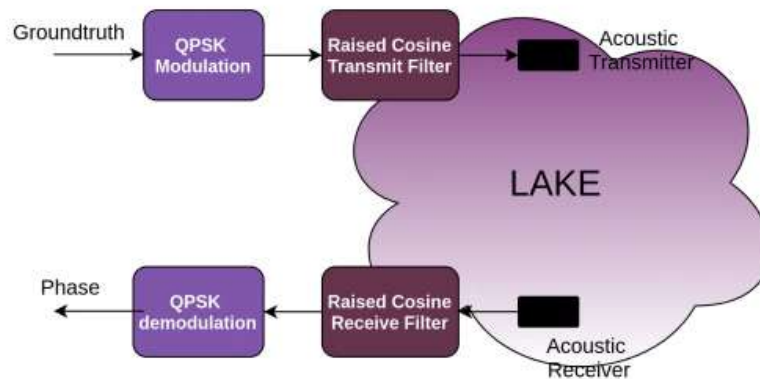 Groundtruth
QPSK
Modulation
Raised Cosine
Transmit Filter
Acoustic
Transmitter
LAKE
Phase
QPSK
demodulation
Raised Cosine
Receive Filter
Acoustic
Receiver